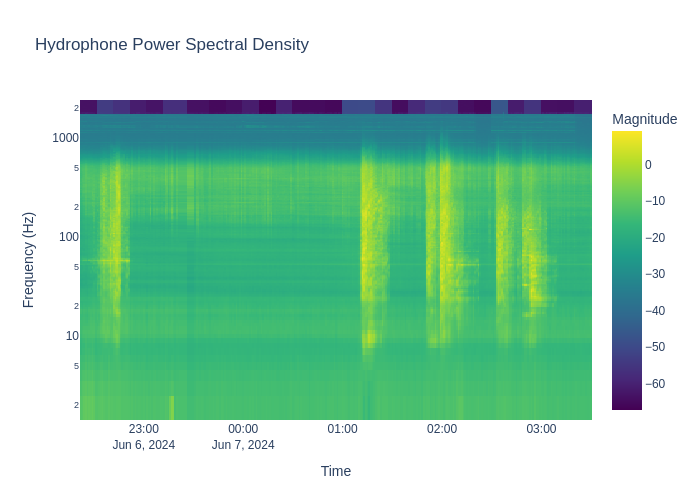 Hydrophone Power Spectral Density
Magnitude
2
1000
5
2
100
5
2
10
5
2
0
−10
−20
−30
−40
−50
−60
Frequency (Hz)
23:00 00:00 01:00 02:00 03:00
Jun 6, 2024 Jun 7, 2024
Time